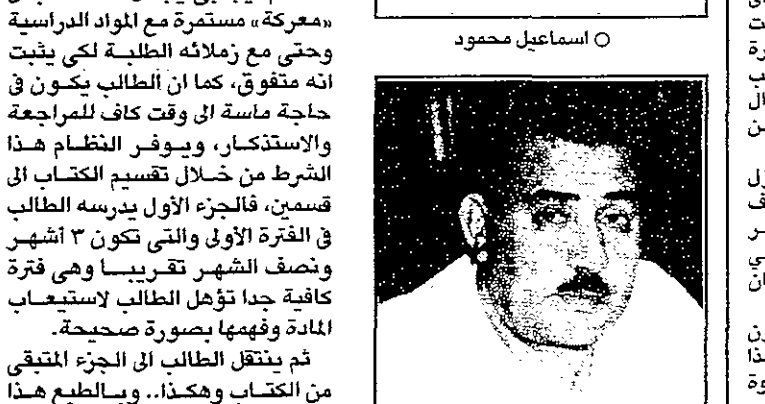 «معركة» مستمرة مع المواد الدراسية
وحتى مع زملائه الطلبة لكي يثبت
انه متفوق، كما ان الطالب يكون في
حاجة ماسة الى وقت كاف للمراجعة
والاستذكار، ويوفر النظام هذا
الشرط من خلال تقسيم الكتاب الى
قسمين، فالجزء الأول يدرسه الطالب
في الفترة الأولى والتي تكون ٣ أشهر
ونصف الشهر تقريبا وهي فترة
كافية جدا تؤهل الطالب لاستيعاب
المادة وفهمها بصورة صحيحة.
ثم ينتقل الطالب الى الجزء المتبقي
من الكتاب وهكذا.. وبالطبع هذا
○ اسماعيل محمود